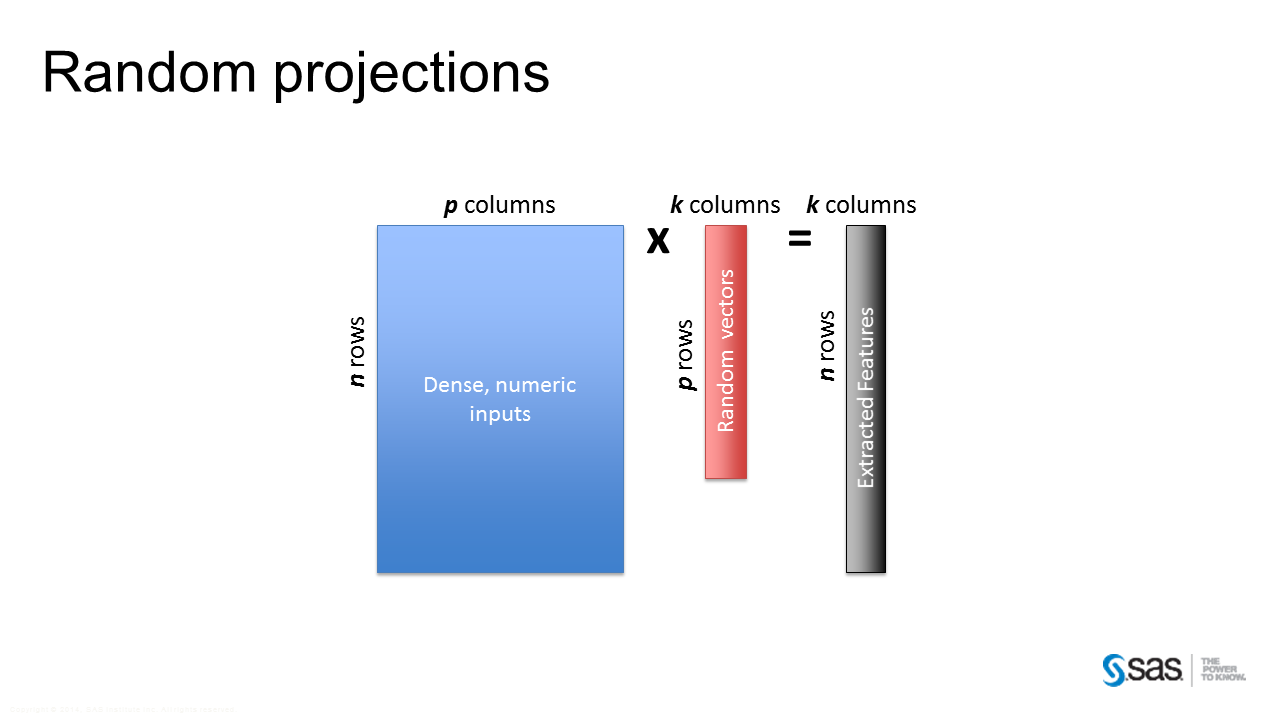 Random projections
p columns
k columns
k columns
x
=
n rows
Dense, numeric
inputs
p rows
Random vectors
n rows
Extracted Features
sas
THE
POWER
TO KNOW.